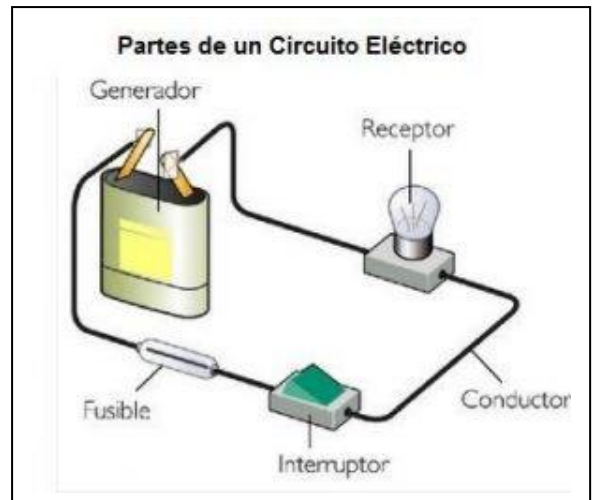 Partes de un Circuito Eléctrico
Generador
Receptor
Fusible
Conductor
Interruptor